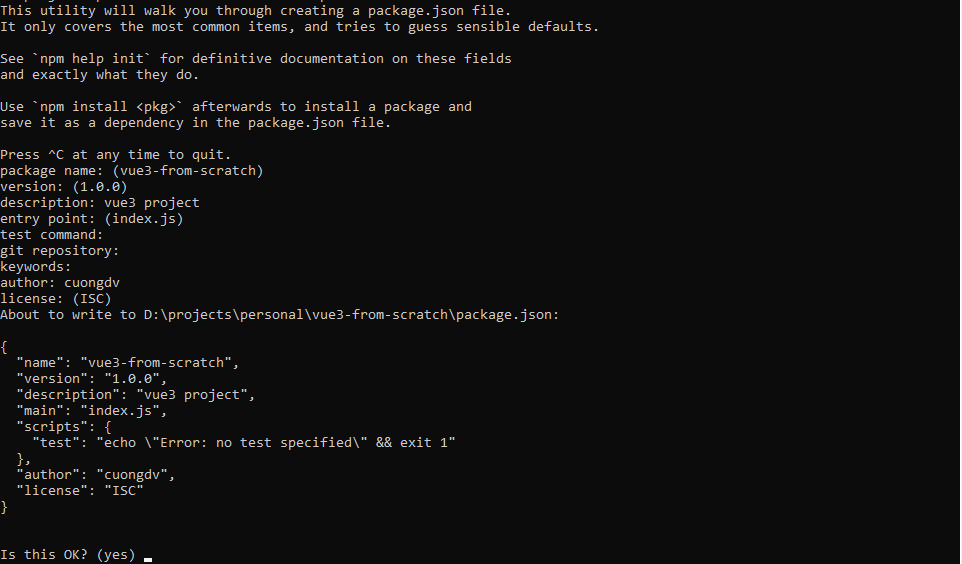 This utility will walk you through creating a package.json file.
It only covers the most common items, and tries to guess sensible defaults.
See `npm help init` for definitive documentation on these fields
and exactly what they do.
Use `npm install <pkg>` afterwards to install a package and
save it as a dependency in the package.json file.
Press ^C at any time to quit.
package name: (vue3-from-scratch)
version: (1.0.0)
description: vue3 project
entry point: (index.js)
test command:
git repository:
keywords:
author: cuongdv
license: (ISC)
About to write to D:\projects\personal\vue3-from-scratch\package.json:
{
  "name": "vue3-from-scratch",
  "version": "1.0.0",
  "description": "vue3 project",
  "main": "index.js",
  "scripts": {
    "test": "echo \"Error: no test specified\" && exit 1"
  },
  "author": "cuongdv",
  "license": "ISC"
}
Is this OK? (yes)